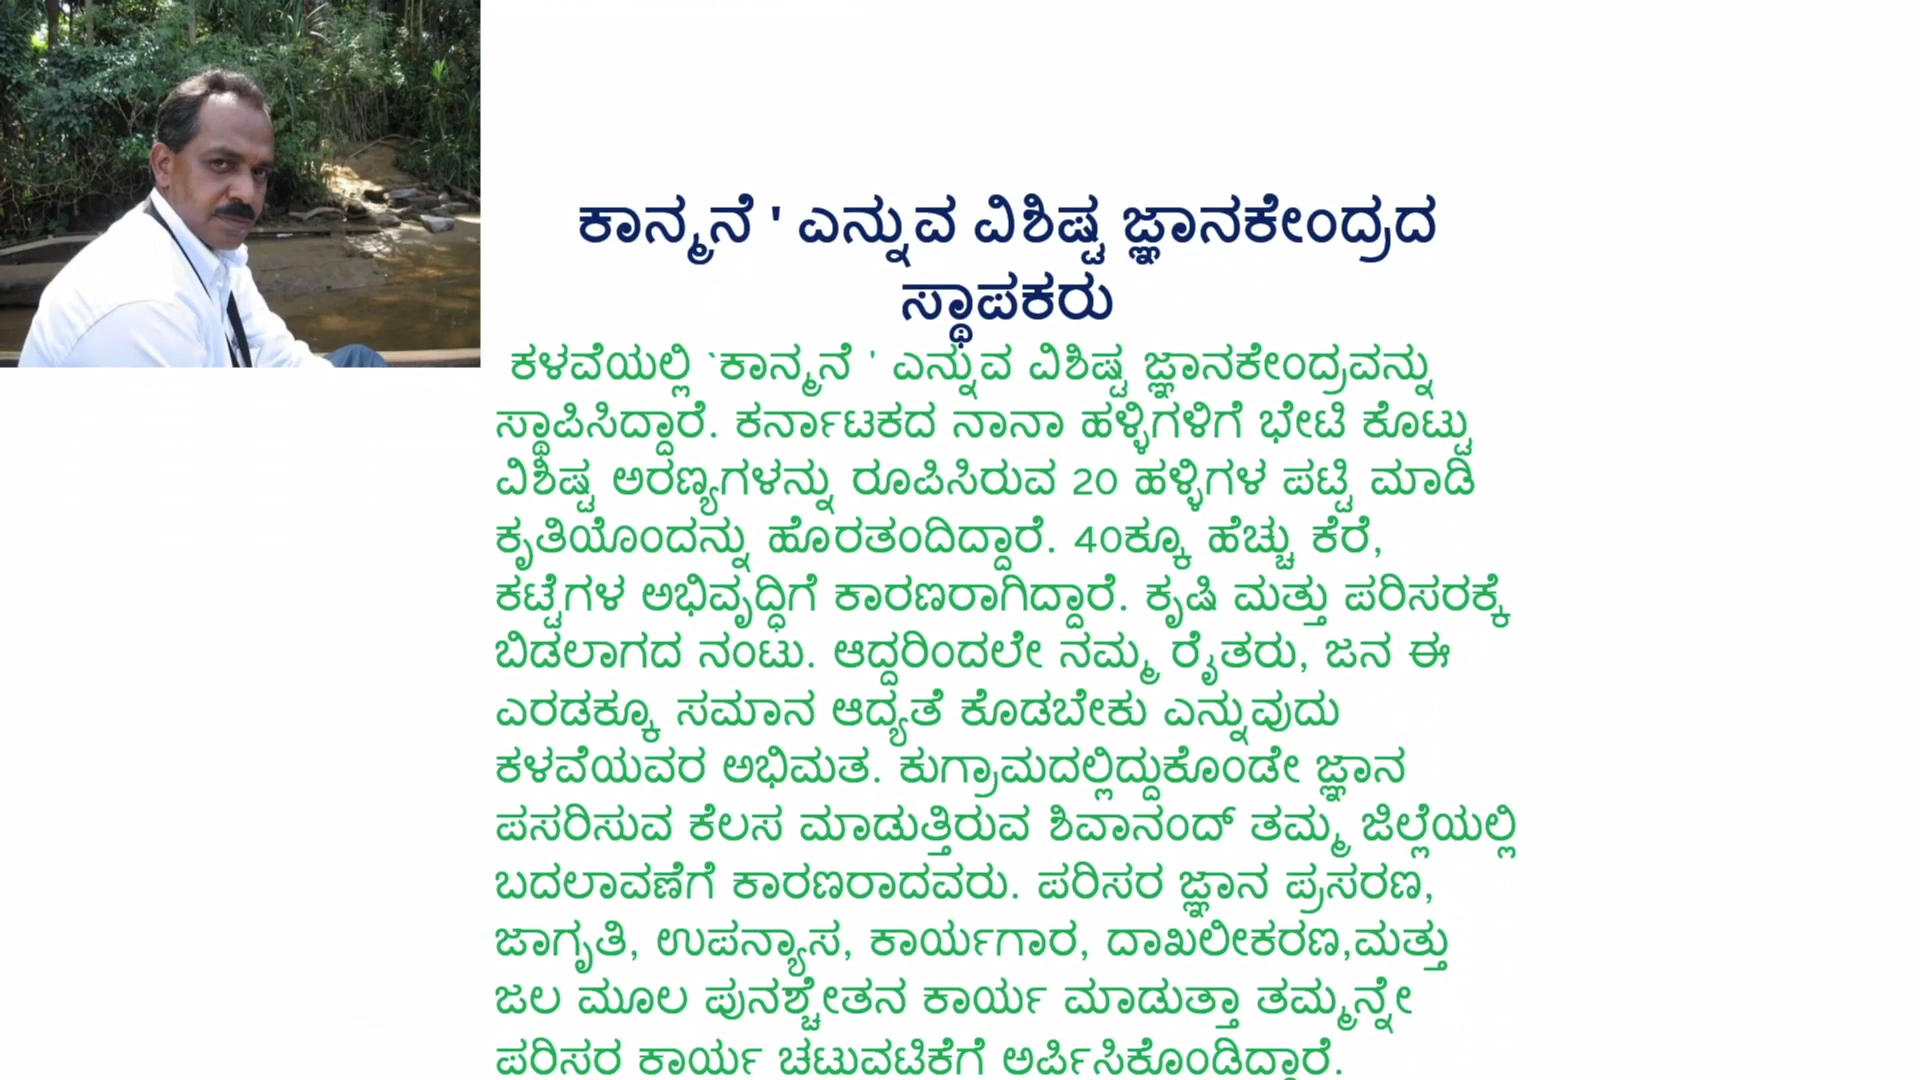 ಕಾನ್ಮನೆ ' ಎನ್ನುವ ವಿಶಿಷ್ಟ ಜ್ಞಾನಕೇಂದ್ರದ
ಸ್ಥಾಪಕರು
ಕಳವೆಯಲ್ಲಿ `ಕಾನ್ಮನೆ ' ಎನ್ನುವ ವಿಶಿಷ್ಟ ಜ್ಞಾನಕೇಂದ್ರವನ್ನು
ಸ್ಥಾಪಿಸಿದ್ದಾರೆ. ಕರ್ನಾಟಕದ ನಾನಾ ಹಳ್ಳಿಗಳಿಗೆ ಭೇಟಿ ಕೊಟ್ಟು
ವಿಶಿಷ್ಟ ಅರಣ್ಯಗಳನ್ನು ರೂಪಿಸಿರುವ 20 ಹಳ್ಳಿಗಳ ಪಟ್ಟಿ ಮಾಡಿ
ಕೃತಿಯೊಂದನ್ನು ಹೊರತಂದಿದ್ದಾರೆ. 40ಕ್ಕೂ ಹೆಚ್ಚು ಕೆರೆ,
ಕಟ್ಟೆಗಳ ಅಭಿವೃದ್ಧಿಗೆ ಕಾರಣರಾಗಿದ್ದಾರೆ. ಕೃಷಿ ಮತ್ತು ಪರಿಸರಕ್ಕೆ
ಬಿಡಲಾಗದ ನಂಟು. ಆದ್ದರಿಂದಲೇ ನಮ್ಮ ರೈತರು, ಜನ ಈ
ಎರಡಕ್ಕೂ ಸಮಾನ ಆದ್ಯತೆ ಕೊಡಬೇಕು ಎನ್ನುವುದು
ಕಳವೆಯವರ ಅಭಿಮತ. ಕುಗ್ರಾಮದಲ್ಲಿದ್ದುಕೊಂಡೇ ಜ್ಞಾನ
ಪಸರಿಸುವ ಕೆಲಸ ಮಾಡುತ್ತಿರುವ ಶಿವಾನಂದ್ ತಮ್ಮ ಜಿಲ್ಲೆಯಲ್ಲಿ
ಬದಲಾವಣೆಗೆ ಕಾರಣರಾದವರು. ಪರಿಸರ ಜ್ಞಾನ ಪ್ರಸರಣ,
ಜಾಗೃತಿ, ಉಪನ್ಯಾಸ, ಕಾರ್ಯಗಾರ, ದಾಖಲೀಕರಣ,ಮತ್ತು
ಜಲ ಮೂಲ ಪುನಶ್ಚೇತನ ಕಾರ್ಯ ಮಾಡುತ್ತಾ ತಮ್ಮನ್ನೇ
ಪರಿಸರ ಕಾರ್ಯ ಚಟುವಟಿಕೆಗೆ ಅರ್ಪಿಸಿಕೊಂಡಿದ್ದಾರೆ.